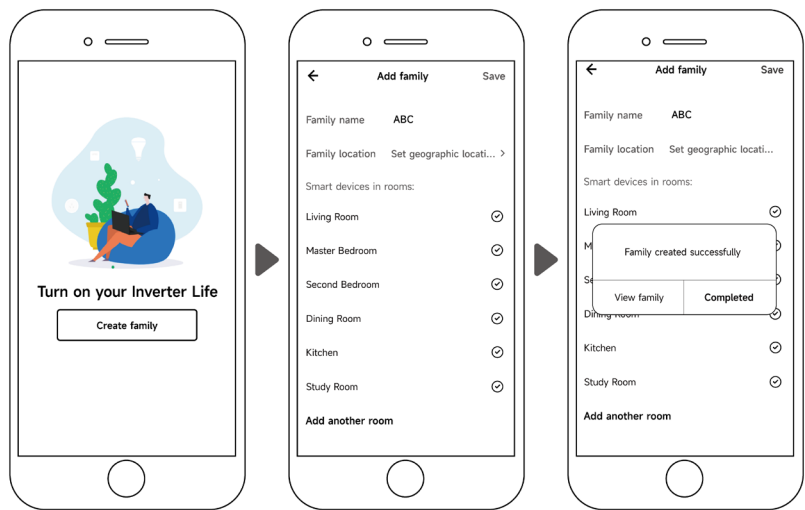 Turn on your Inverter Life
Create family
Add family
Save
Family name ABC
Family location Set geographic locati...
Smart devices in rooms:
Living Room
Master Bedroom
Second Bedroom
Dining Room
Kitchen
Study Room
Add another room
Add family
Save
Family name ABC
Family location Set geographic locati...
Smart devices in rooms:
Living Room
M
Family created successfully
Se
View family Completed
Dining Room
Kitchen
Study Room
Add another room